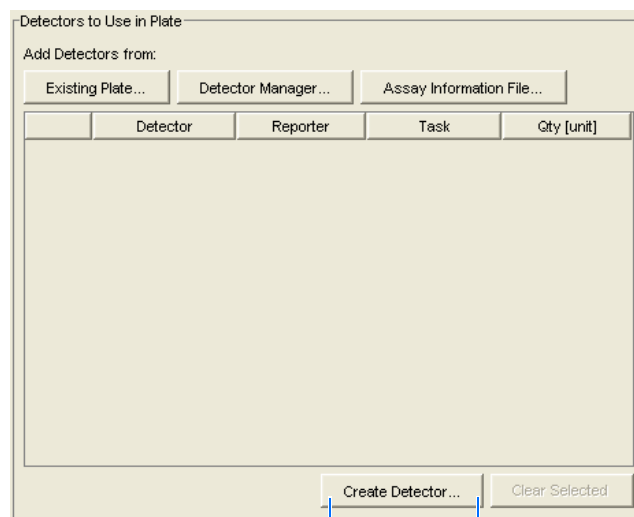 Detectors to Use in Plate
Add Detectors from:
Existing Plate... Detector Manager... Assay Information File...
Detector Reporter Task Qty [unit]
Create Detector... Clear Selected